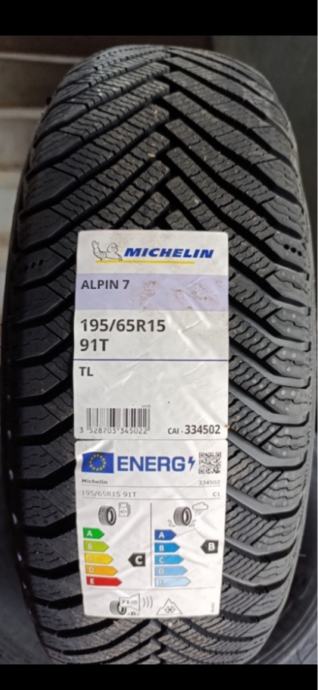 MICHELIN
ALPIN 7
195/65R15
91T
TL
3 528703 345022
CAI - 334502
ENERG
Michelin 334502
195/65R15 91T C1
A A
B B
C C
D D
E
C
B